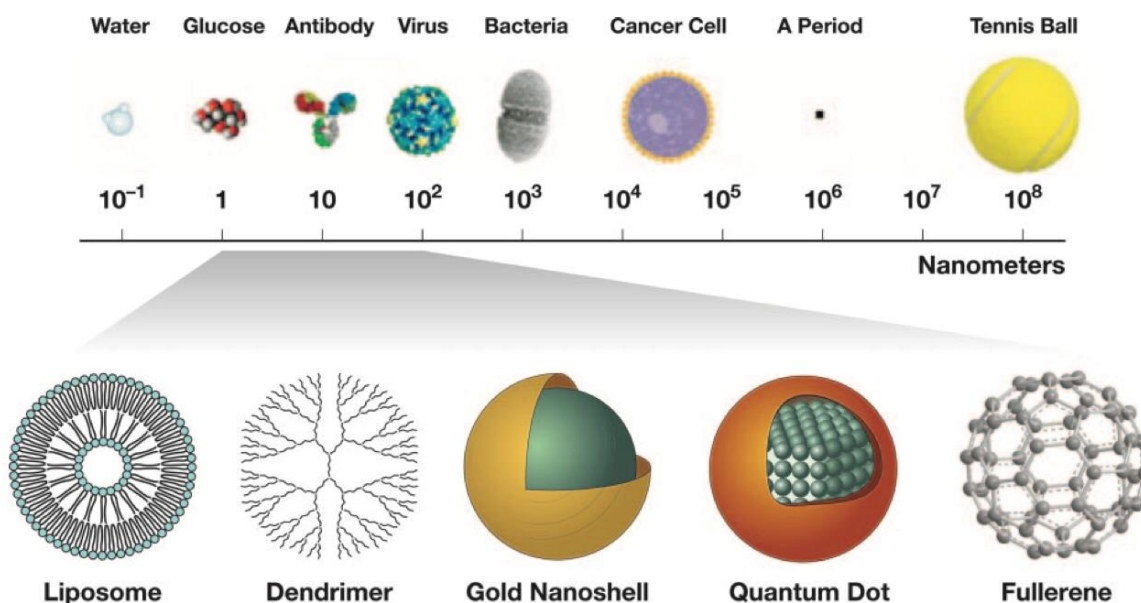 Water Glucose Antibody Virus Bacteria Cancer Cell A Period Tennis Ball
10⁻¹ 1 10 10² 10³ 10⁴ 10⁵ 10⁶ 10⁷ 10⁸
Nanometers
Liposome Dendrimer Gold Nanoshell Quantum Dot Fullerene